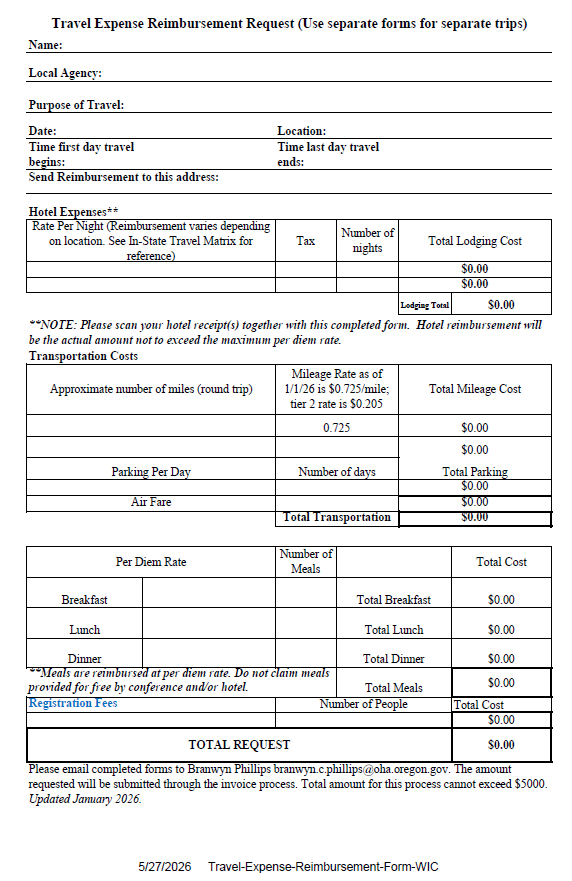 Travel Expense Reimbursement Request (Use separate forms for separate trips)
Name:
Local Agency:
Purpose of Travel:
Date: Location:
Time first day travel begins: Time last day travel ends:
Send Reimbursement to this address:
Hotel Expenses**
Rate Per Night (Reimbursement varies depending on location. See In-State Travel Matrix for reference) Tax Number of nights Total Lodging Cost
$0.00
$0.00
Lodging Total $0.00
**NOTE: Please scan your hotel receipt(s) together with this completed form. Hotel reimbursement will
be the actual amount not to exceed the maximum per diem rate.
Transportation Costs
Approximate number of miles (round trip) Mileage Rate as of 1/1/26 is $0.725/mile; tier 2 rate is $0.205 Total Mileage Cost
0.725 $0.00
$0.00
Parking Per Day Number of days Total Parking
$0.00
Air Fare $0.00
Total Transportation $0.00
Per Diem Rate Number of Meals Total Cost
Breakfast Total Breakfast $0.00
Lunch Total Lunch $0.00
Dinner Total Dinner $0.00
**Meals are reimbursed at per diem rate. Do not claim meals
provided for free by conference and/or hotel. Total Meals $0.00
Registration Fees Number of People Total Cost
$0.00
TOTAL REQUEST $0.00
Please email completed forms to Branwyn Phillips branwyn.c.phillips@oha.oregon.gov. The amount
requested will be submitted through the invoice process. Total amount for this process cannot exceed $5000.
Updated January 2026.
5/27/2026 Travel-Expense-Reimbursement-Form-WIC